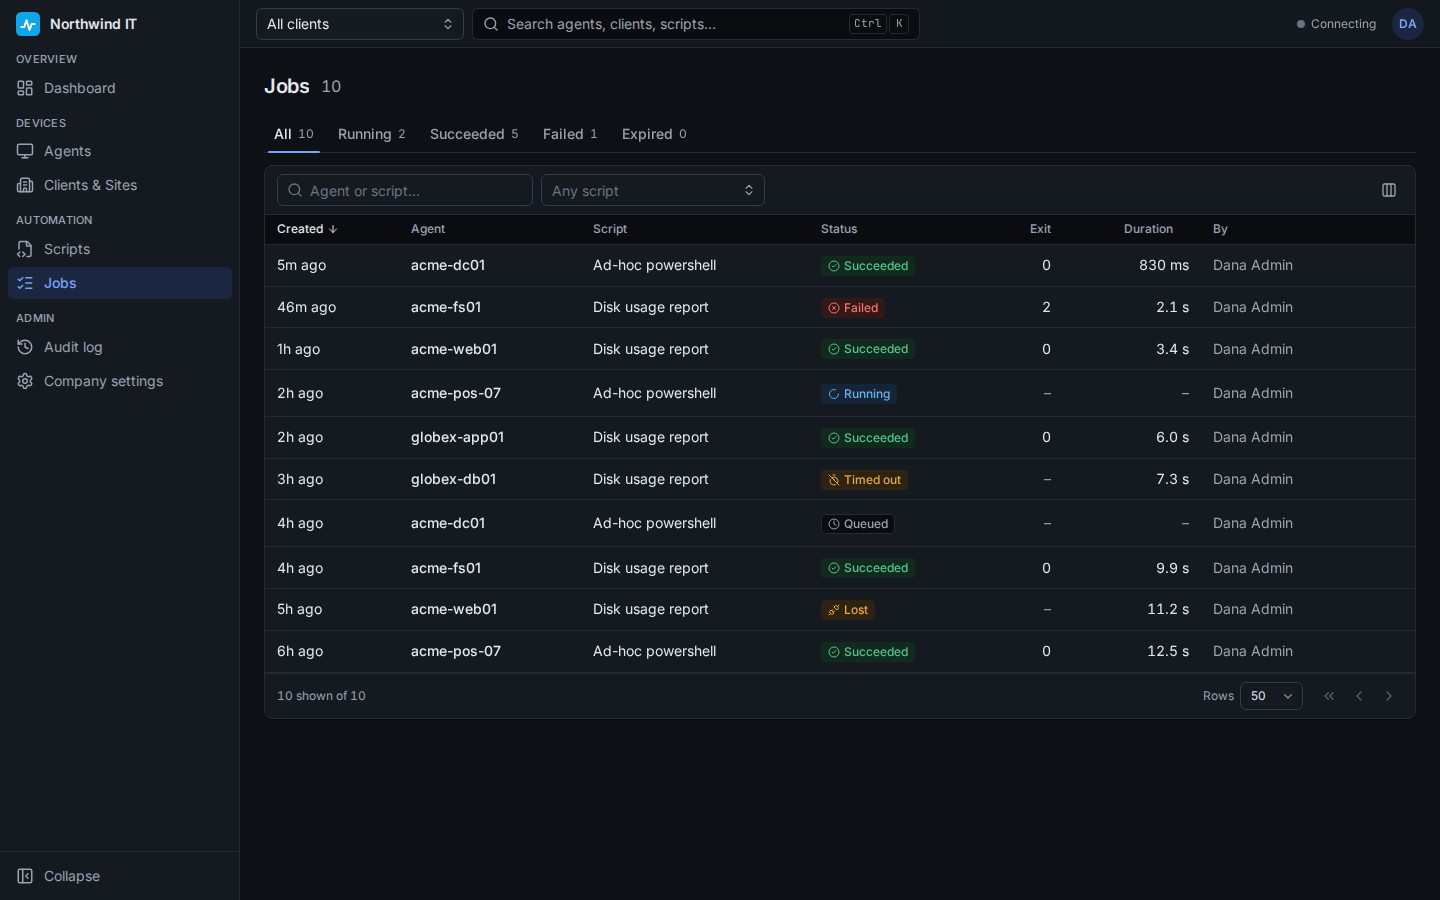 Northwind IT
OVERVIEW
Dashboard
DEVICES
Agents
Clients & Sites
AUTOMATION
Scripts
Jobs
ADMIN
Audit log
Company settings
Collapse
All clients
Search agents, clients, scripts...
Ctrl K
Connecting
DA
Jobs 10
All 10 Running 2 Succeeded 5 Failed 1 Expired 0
Agent or script... Any script
Created Agent Script Status Exit Duration By
5m ago acme-dc01 Ad-hoc powershell Succeeded 0 830 ms Dana Admin
46m ago acme-fs01 Disk usage report Failed 2 2.1 s Dana Admin
1h ago acme-web01 Disk usage report Succeeded 0 3.4 s Dana Admin
2h ago acme-pos-07 Ad-hoc powershell Running – – Dana Admin
2h ago globex-app01 Disk usage report Succeeded 0 6.0 s Dana Admin
3h ago globex-db01 Disk usage report Timed out – 7.3 s Dana Admin
4h ago acme-dc01 Ad-hoc powershell Queued – – Dana Admin
4h ago acme-fs01 Disk usage report Succeeded 0 9.9 s Dana Admin
5h ago acme-web01 Disk usage report Lost – 11.2 s Dana Admin
6h ago acme-pos-07 Ad-hoc powershell Succeeded 0 12.5 s Dana Admin
10 shown of 10
Rows 50